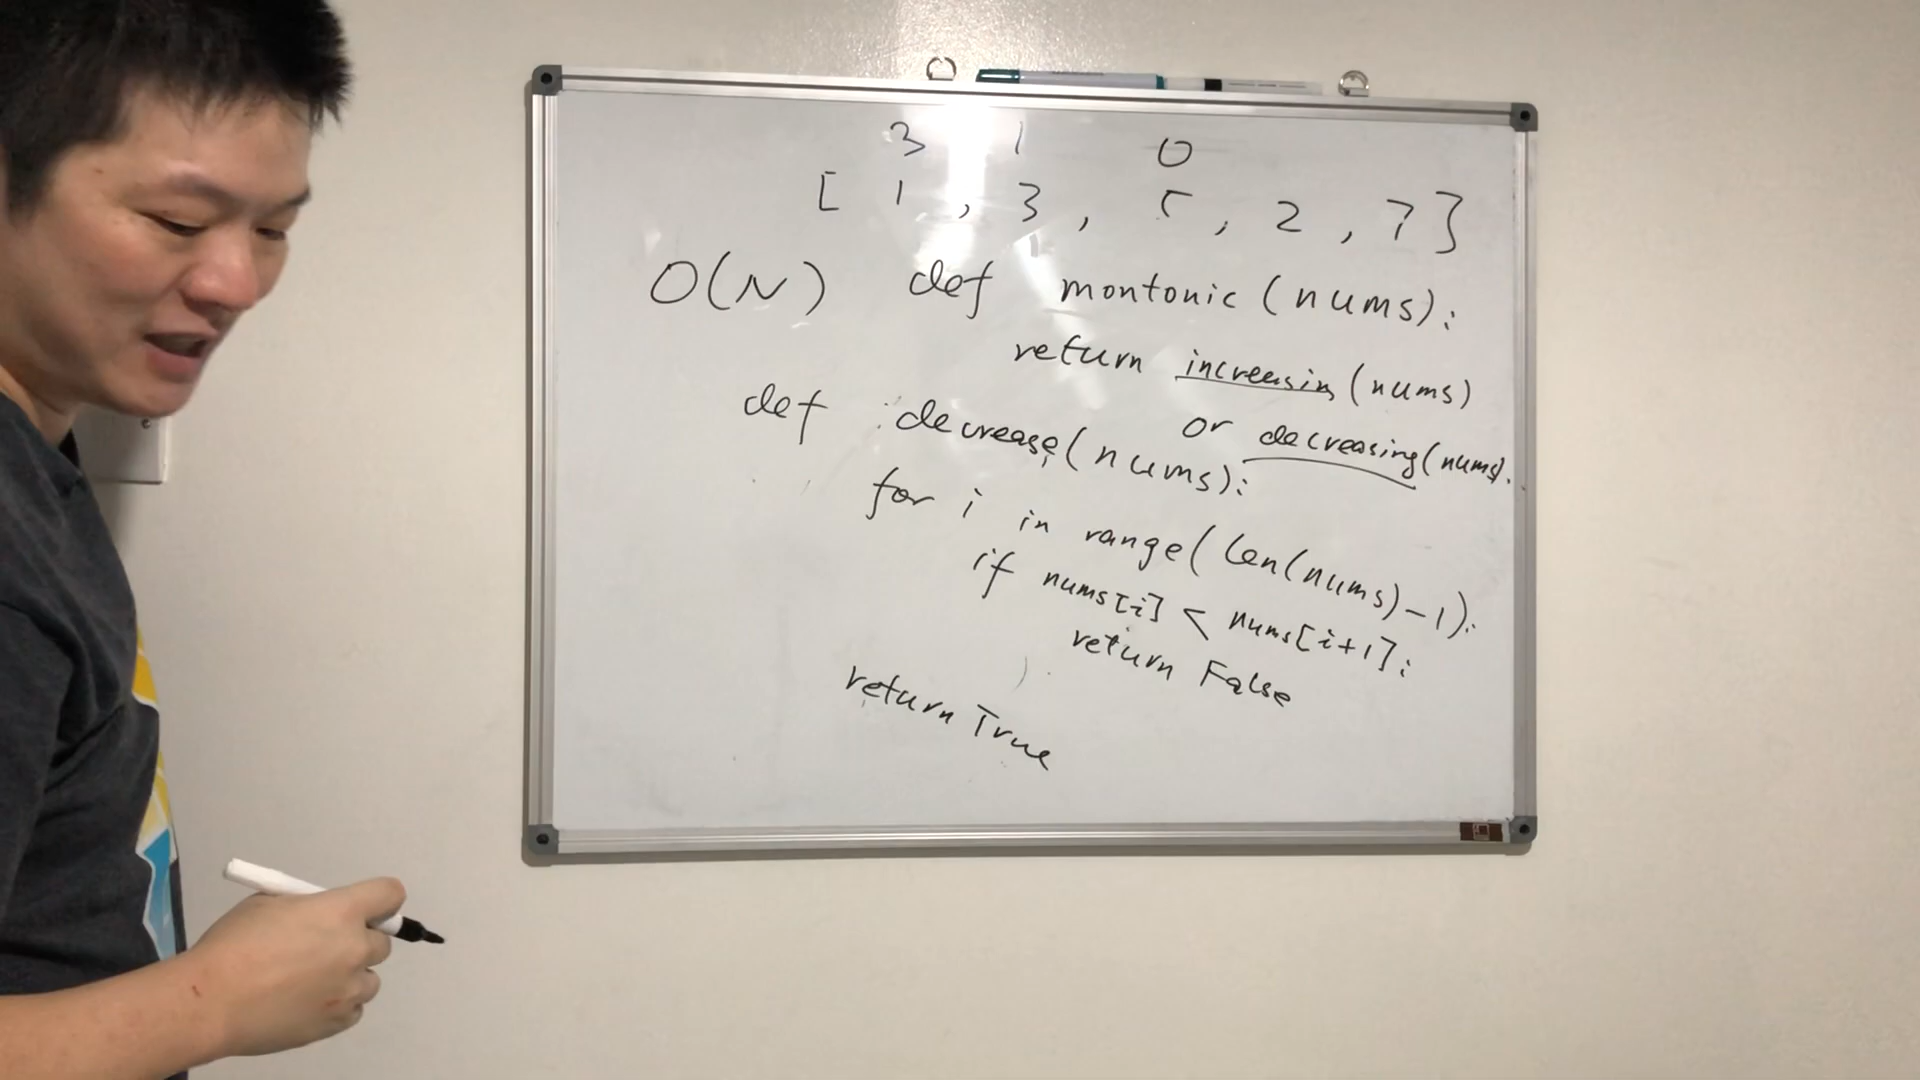 3 1 0
[ 1 , 3 , 5 , 2 , 7 ]
O(N) def montonic (nums):
return increasing (nums)
or decreasing (nums).
def decrease (nums):
for i in range( len(nums) - 1):
if nums[i] < nums[i+1]:
return False
return True